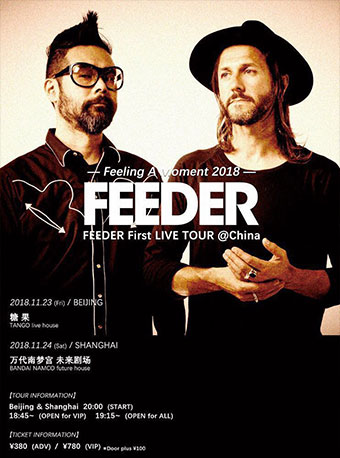 — Feeling A Moment 2018 —
FEEDER
FEEDER First LIVE TOUR @China
2018.11.23 (Fri) / BEIJING
糖果
TANGO live house
2018.11.24 (Sat) / SHANGHAI
万代南梦宫 未来剧场
BANDAI NAMCO future house
【TOUR INFORMATION】
Beijing & Shanghai 20:00 (START)
18:45~ (OPEN for VIP) 19:15~ (OPEN for ALL)
【TICKET INFORMATION】
¥380 (ADV) / ¥780 (VIP) ※Door plus ¥100